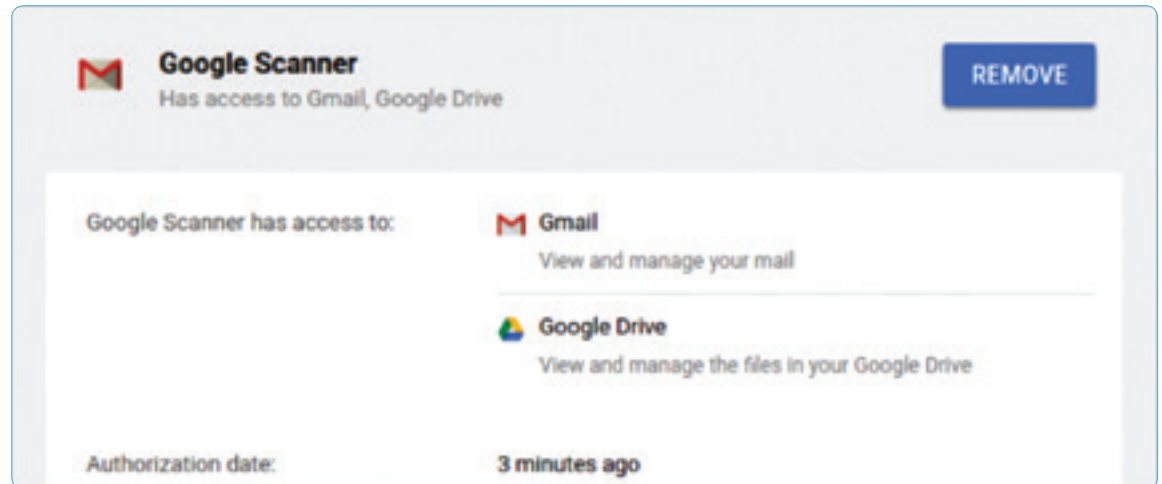 Google Scanner
REMOVE
Has access to Gmail, Google Drive
Google Scanner has access to:
Gmail
View and manage your mail
Google Drive
View and manage the files in your Google Drive
Authorization date:
3 minutes ago